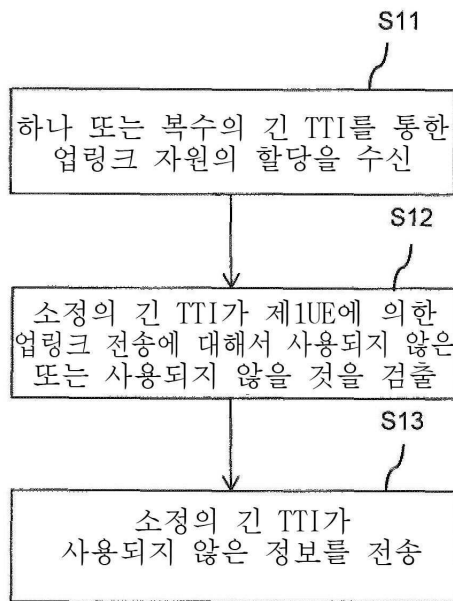 S11
하나 또는 복수의 긴 TTI를 통한
업링크 자원의 할당을 수신
S12
소정의 긴 TTI가 제1UE에 의한
업링크 전송에 대해서 사용되지 않은
또는 사용되지 않을 것을 검출
S13
소정의 긴 TTI가
사용되지 않은 정보를 전송